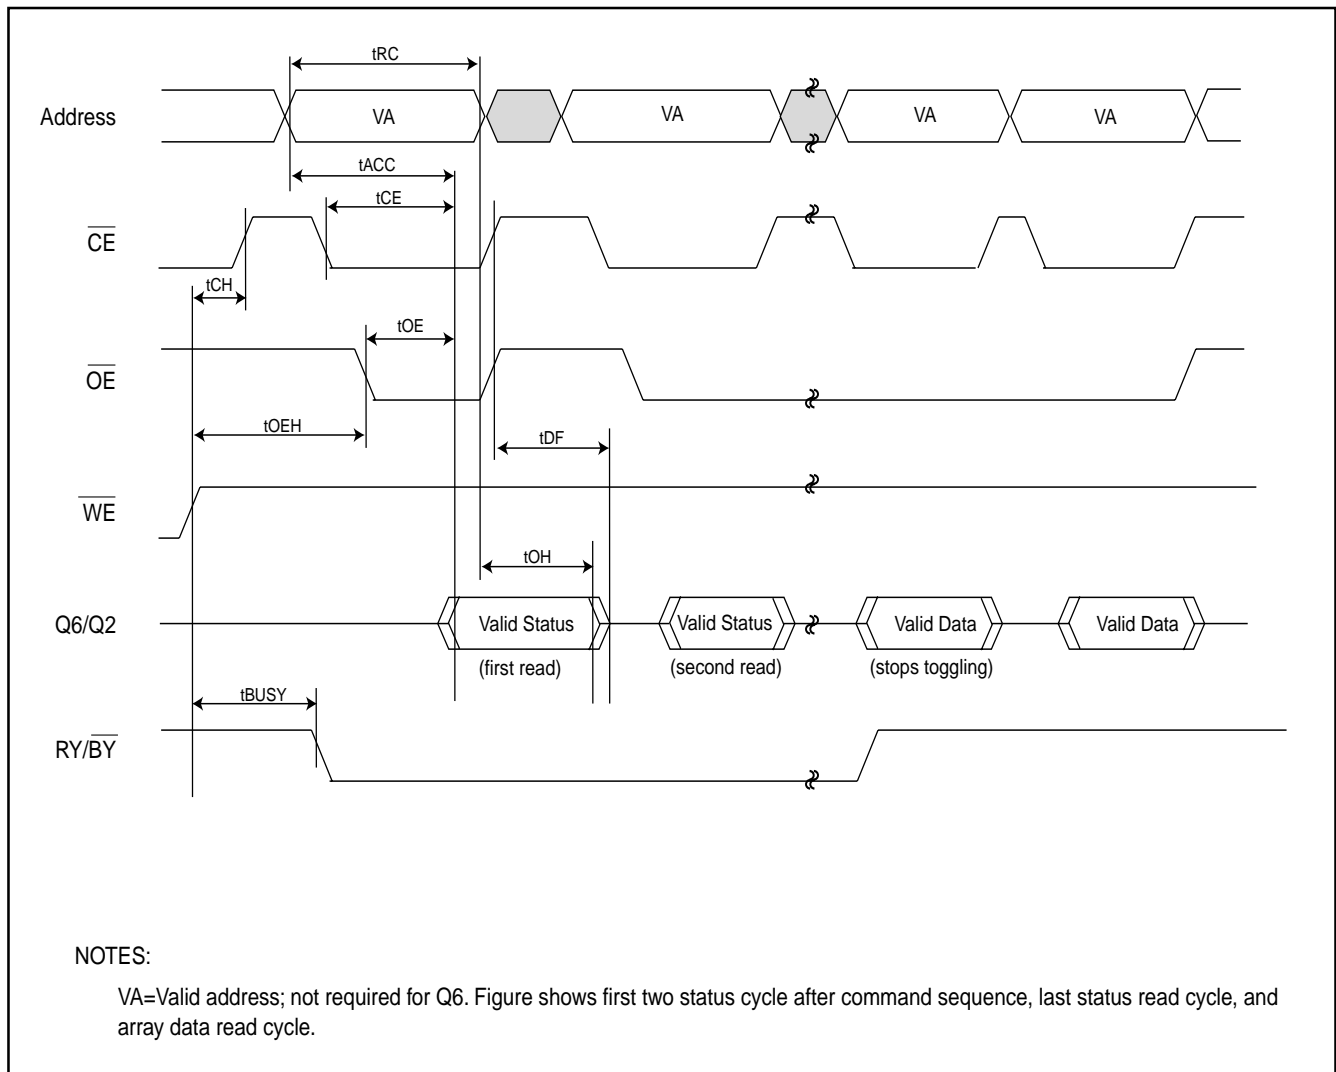 tRC
Address VA VA VA VA
tACC
tCE
CE
tCH
tOE
OE
tOEH
tDF
WE
tOH
Q6/Q2 Valid Status Valid Status Valid Data Valid Data
(first read) (second read) (stops toggling)
tBUSY
RY/BY
NOTES:
VA=Valid address; not required for Q6. Figure shows first two status cycle after command sequence, last status read cycle, and
array data read cycle.